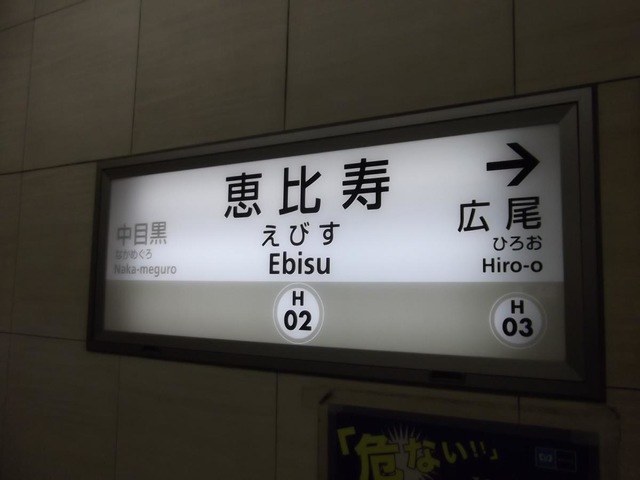 恵比寿
えびす
Ebisu
H
02
中目黒
なかめぐろ
Naka-meguro
→
広尾
ひろお
Hiro-o
H
03
「危ない!!」